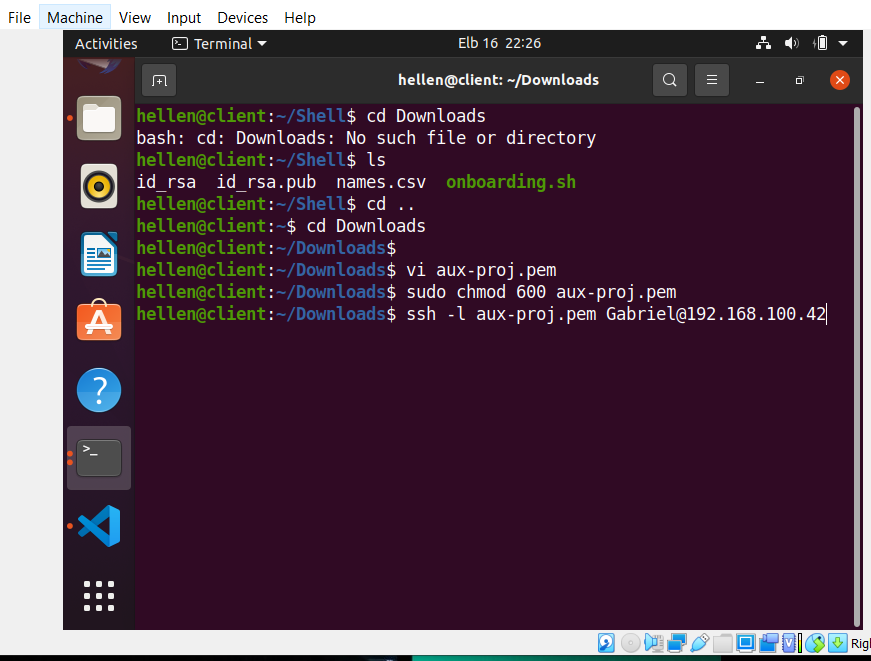 File Machine View Input Devices Help
Activities Terminal Elb 16 22:26
hellen@client: ~/Downloads
hellen@client:~/Shell$ cd Downloads
bash: cd: Downloads: No such file or directory
hellen@client:~/Shell$ ls
id_rsa id_rsa.pub names.csv onboarding.sh
hellen@client:~/Shell$ cd ..
hellen@client:~$ cd Downloads
hellen@client:~/Downloads$
hellen@client:~/Downloads$ vi aux-proj.pem
hellen@client:~/Downloads$ sudo chmod 600 aux-proj.pem
hellen@client:~/Downloads$ ssh -l aux-proj.pem Gabriel@192.168.100.42
Righ